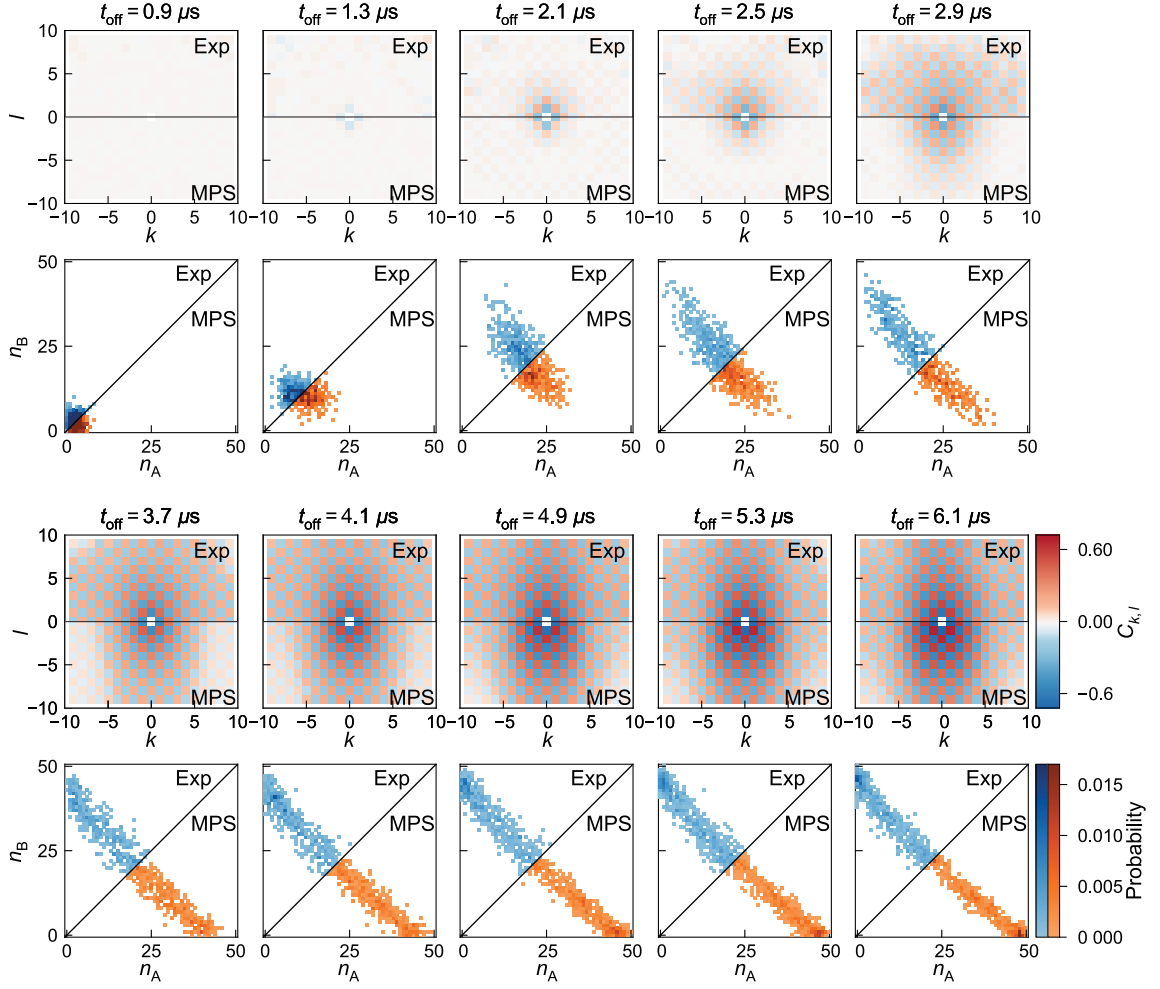 t_off = 0.9 μs t_off = 1.3 μs t_off = 2.1 μs t_off = 2.5 μs t_off = 2.9 μs
10 Exp Exp Exp Exp Exp
5
l 0
−5
−10 MPS MPS MPS MPS MPS
−10 −5 0 5 10 −5 0 5 10 −5 0 5 10 −5 0 5 10 −5 0 5 10
k k k k k
50 Exp Exp Exp Exp Exp
MPS MPS MPS MPS MPS
n_B 25
0
0 25 50 0 25 50 0 25 50 0 25 50 0 25 50
n_A n_A n_A n_A n_A
t_off = 3.7 μs t_off = 4.1 μs t_off = 4.9 μs t_off = 5.3 μs t_off = 6.1 μs
10 Exp Exp Exp Exp Exp 0.60
5
l 0 0.00 C_k, l
−5
−10 MPS MPS MPS MPS MPS −0.6
−10 −5 0 5 10 −5 0 5 10 −5 0 5 10 −5 0 5 10 −5 0 5 10
k k k k k
50 Exp Exp Exp Exp Exp 0.015
MPS MPS MPS MPS MPS 0.010
n_B 25 0.005 Probability
0 0 000
0 25 50 0 25 50 0 25 50 0 25 50 0 25 50
n_A n_A n_A n_A n_A